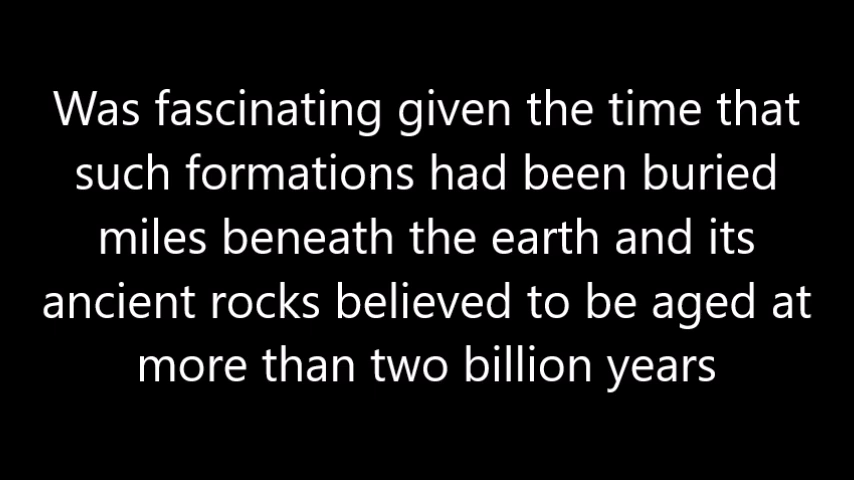 Was fascinating given the time that
such formations had been buried
miles beneath the earth and its
ancient rocks believed to be aged at
more than two billion years